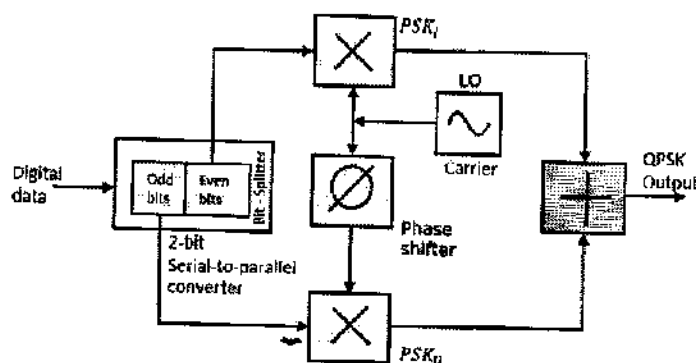 PSK_i
LO
Carrier
Digital
data
Odd
bits
Even
bits
Bit - Splitter
2-bit
Serial-to-parallel
converter
Phase
shifter
QPSK
Output
PSK